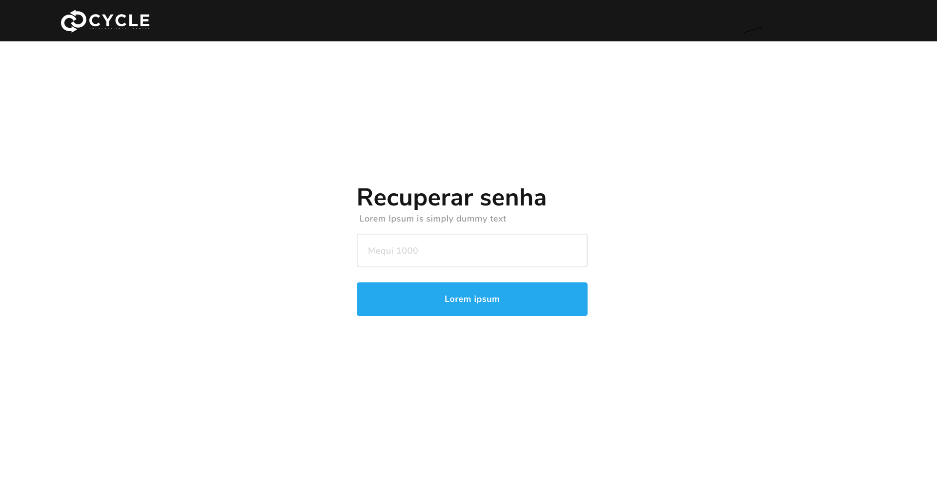 CYCLE
Recuperar senha
Lorem Ipsum is simply dummy text
Mequi 1000
Lorem ipsum